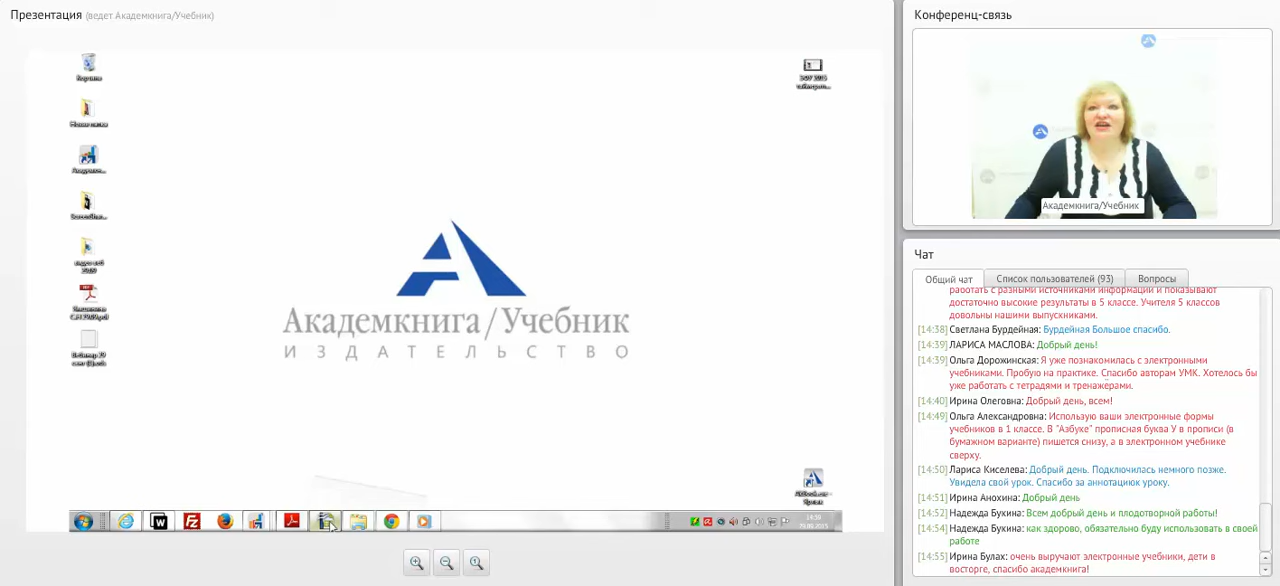 Презентация (ведет Академкнига/Учебник)
Корзина
Новая папка
ЭФУ 2015
Академкнига/Учебник
ИЗДАТЕЛЬСТВО
Конференц-связь
Академкнига/Учебник
Чат
Общий чат
Список пользователей (93)
Вопросы
работать с разными источниками информации и показывают
достаточно высокие результаты в 5 классе. Учителя 5 классов
довольны нашими выпускниками.
[14:38] Светлана Бурдейная: Бурдейная Большое спасибо.
[14:39] ЛАРИСА МАСЛОВА: Добрый день!
[14:39] Ольга Дорожинская: Я уже познакомилась с электронными
учебниками. Пробую на практике. Спасибо авторам УМК. Хотелось бы
уже работать с тетрадями и тренажёрами.
[14:40] Ирина Олеговна: Добрый день, всем!
[14:49] Ольга Александровна: Использую ваши электронные формы
учебников в 1 классе. В "Азбуке" прописная буква У в прописи (в
бумажном варианте) пишется снизу, а в электронном учебнике
сверху.
[14:50] Лариса Киселева: Добрый день. Подключилась немного позже.
Увидела свой урок. Спасибо за аннотациюк уроку.
[14:51] Ирина Анохина: Добрый день
[14:52] Надежда Букина: Всем добрый день и плодотворной работы!
[14:54] Надежда Букина: как здорово, обязательно буду использовать в своей
работе
[14:55] Ирина Булах: очень выручают электронные учебники, дети в
восторге, спасибо академкнига!